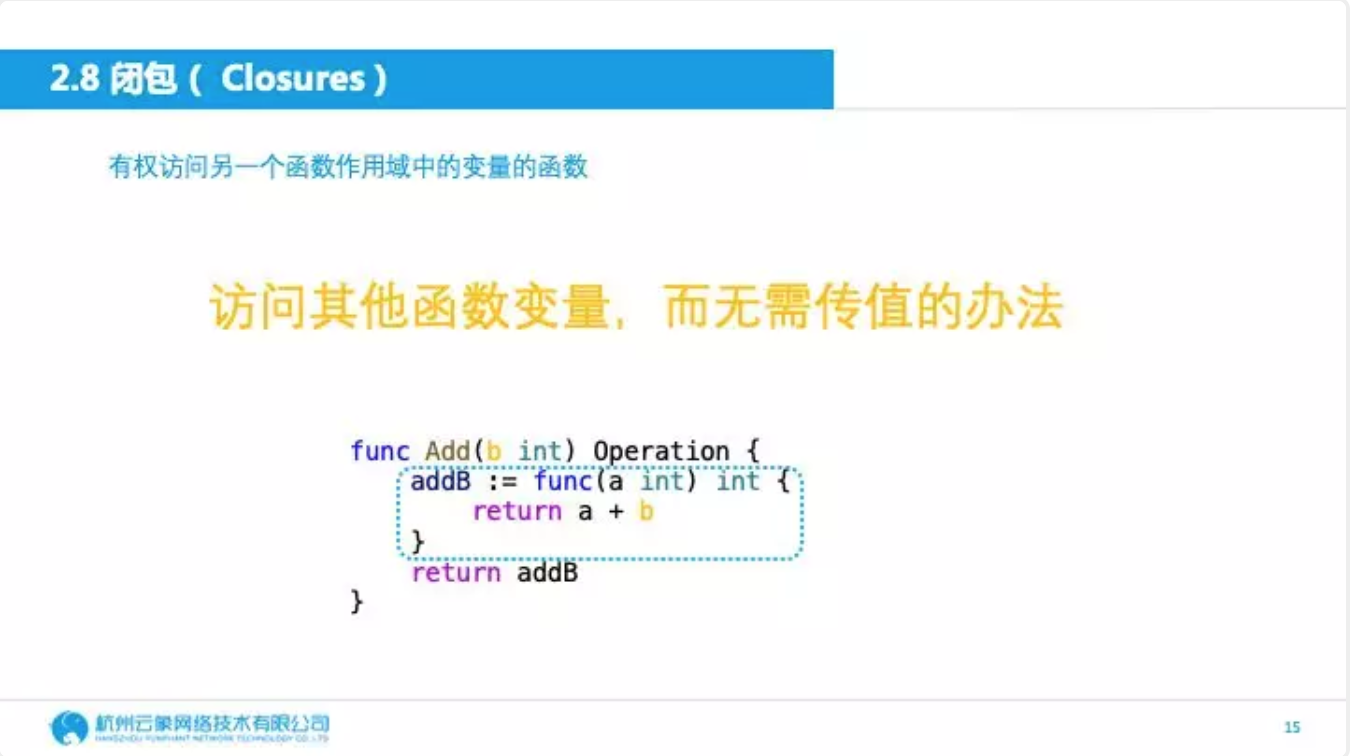 2.8 闭包（ Closures）
有权访问另一个函数作用域中的变量的函数
访问其他函数变量，而无需传值的办法
func Add(b int) Operation {
    addB := func(a int) int {
        return a + b
    }
    return addB
}
杭州云象网络技术有限公司
HANGZHOU YUNPHANT NETWORK TECHNOLOGY CO., LTD
15